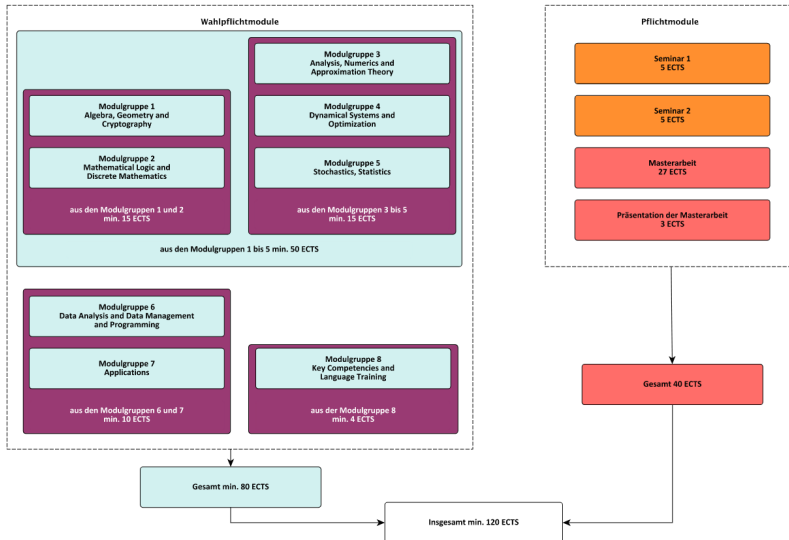 Wahlpflichtmodule
Modulgruppe 1
Algebra, Geometry and
Cryptography
Modulgruppe 2
Mathematical Logic and
Discrete Mathematics
aus den Modulgruppen 1 und 2
min. 15 ECTS
Modulgruppe 3
Analysis, Numerics and
Approximation Theory
Modulgruppe 4
Dynamical Systems and
Optimization
Modulgruppe 5
Stochastics, Statistics
aus den Modulgruppen 3 bis 5
min. 15 ECTS
aus den Modulgruppen 1 bis 5 min. 50 ECTS
Modulgruppe 6
Data Analysis and Data Management
and Programming
Modulgruppe 7
Applications
aus den Modulgruppen 6 und 7
min. 10 ECTS
Modulgruppe 8
Key Competencies and
Language Training
aus der Modulgruppe 8
min. 4 ECTS
Gesamt min. 80 ECTS
Pflichtmodule
Seminar 1
5 ECTS
Seminar 2
5 ECTS
Masterarbeit
27 ECTS
Präsentation der Masterarbeit
3 ECTS
Gesamt 40 ECTS
Insgesamt min. 120 ECTS